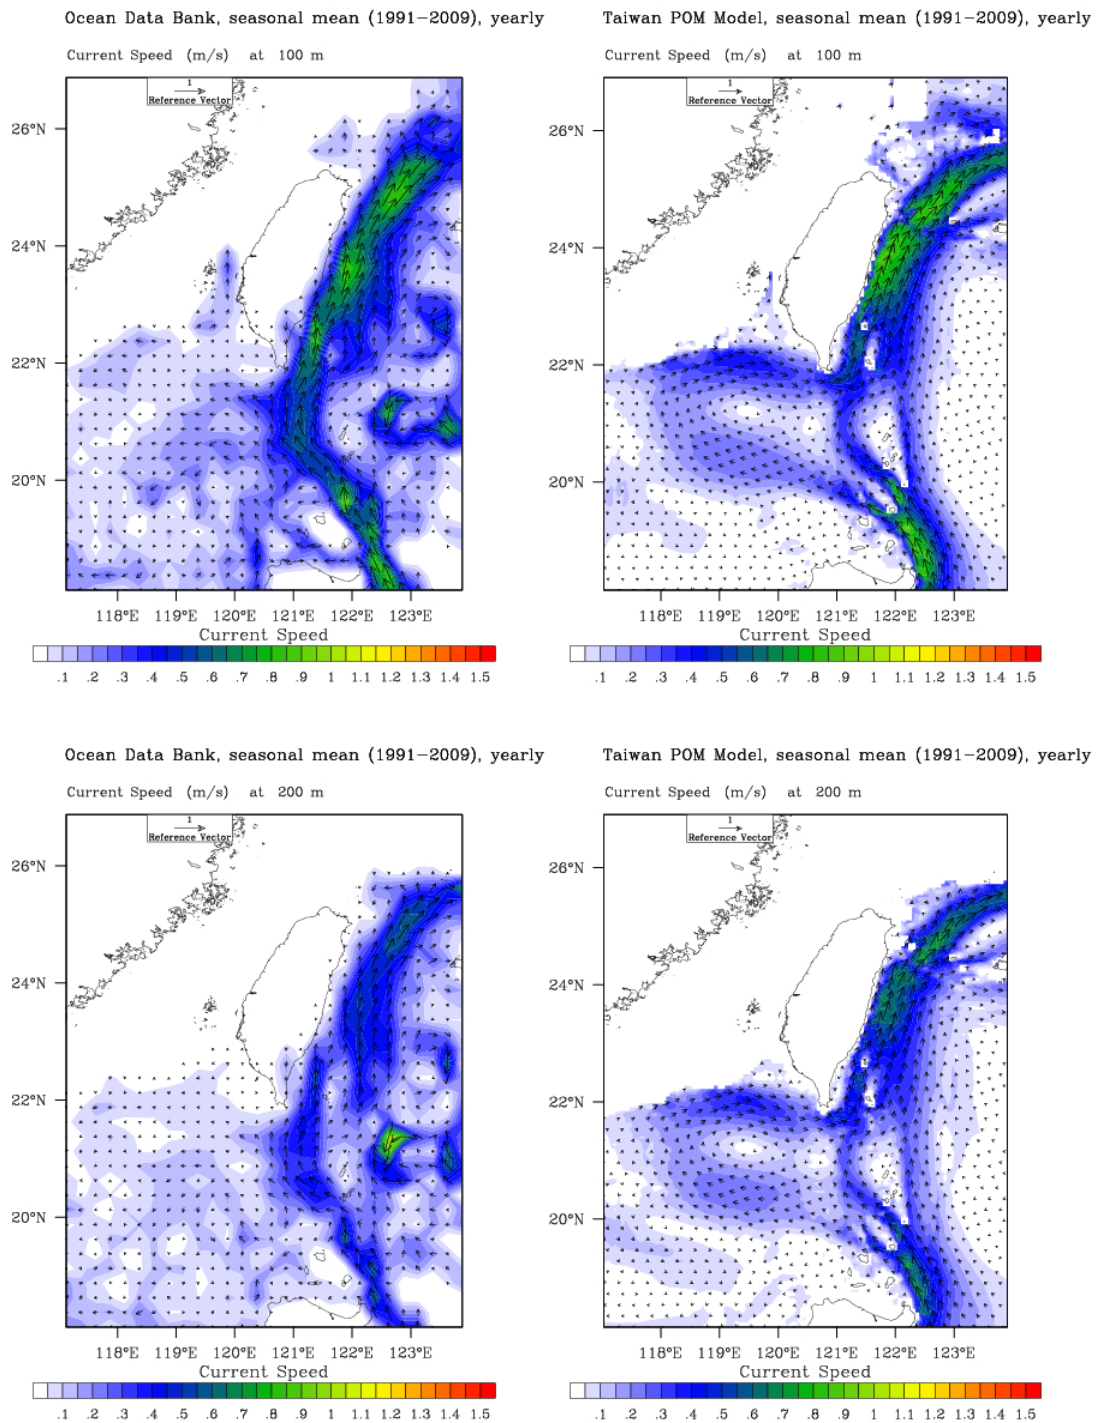 Ocean Data Bank, seasonal mean (1991-2009), yearly
Current Speed (m/s) at 100 m
1
Reference Vector
26°N
24°N
22°N
20°N
118°E 119°E 120°E 121°E 122°E 123°E
Current Speed
.1 .2 .3 .4 .5 .6 .7 .8 .9 1 1.1 1.2 1.3 1.4 1.5
Taiwan POM Model, seasonal mean (1991-2009), yearly
Current Speed (m/s) at 100 m
1
Reference Vector
26°N
24°N
22°N
20°N
118°E 119°E 120°E 121°E 122°E 123°E
Current Speed
.1 .2 .3 .4 .5 .6 .7 .8 .9 1 1.1 1.2 1.3 1.4 1.5
Ocean Data Bank, seasonal mean (1991-2009), yearly
Current Speed (m/s) at 200 m
1
Reference Vector
26°N
24°N
22°N
20°N
118°E 119°E 120°E 121°E 122°E 123°E
Current Speed
.1 .2 .3 .4 .5 .6 .7 .8 .9 1 1.1 1.2 1.3 1.4 1.5
Taiwan POM Model, seasonal mean (1991-2009), yearly
Current Speed (m/s) at 200 m
1
Reference Vector
26°N
24°N
22°N
20°N
118°E 119°E 120°E 121°E 122°E 123°E
Current Speed
.1 .2 .3 .4 .5 .6 .7 .8 .9 1 1.1 1.2 1.3 1.4 1.5